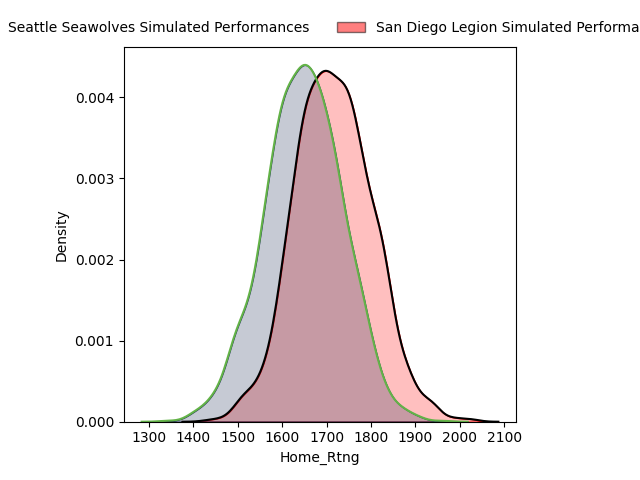 Seattle Seawolves Simulated Performances San Diego Legion Simulated Performa
0.004
0.003
0.002
0.001
0.000
Density
1300 1400 1500 1600 1700 1800 1900 2000 2100
Home_Rtng